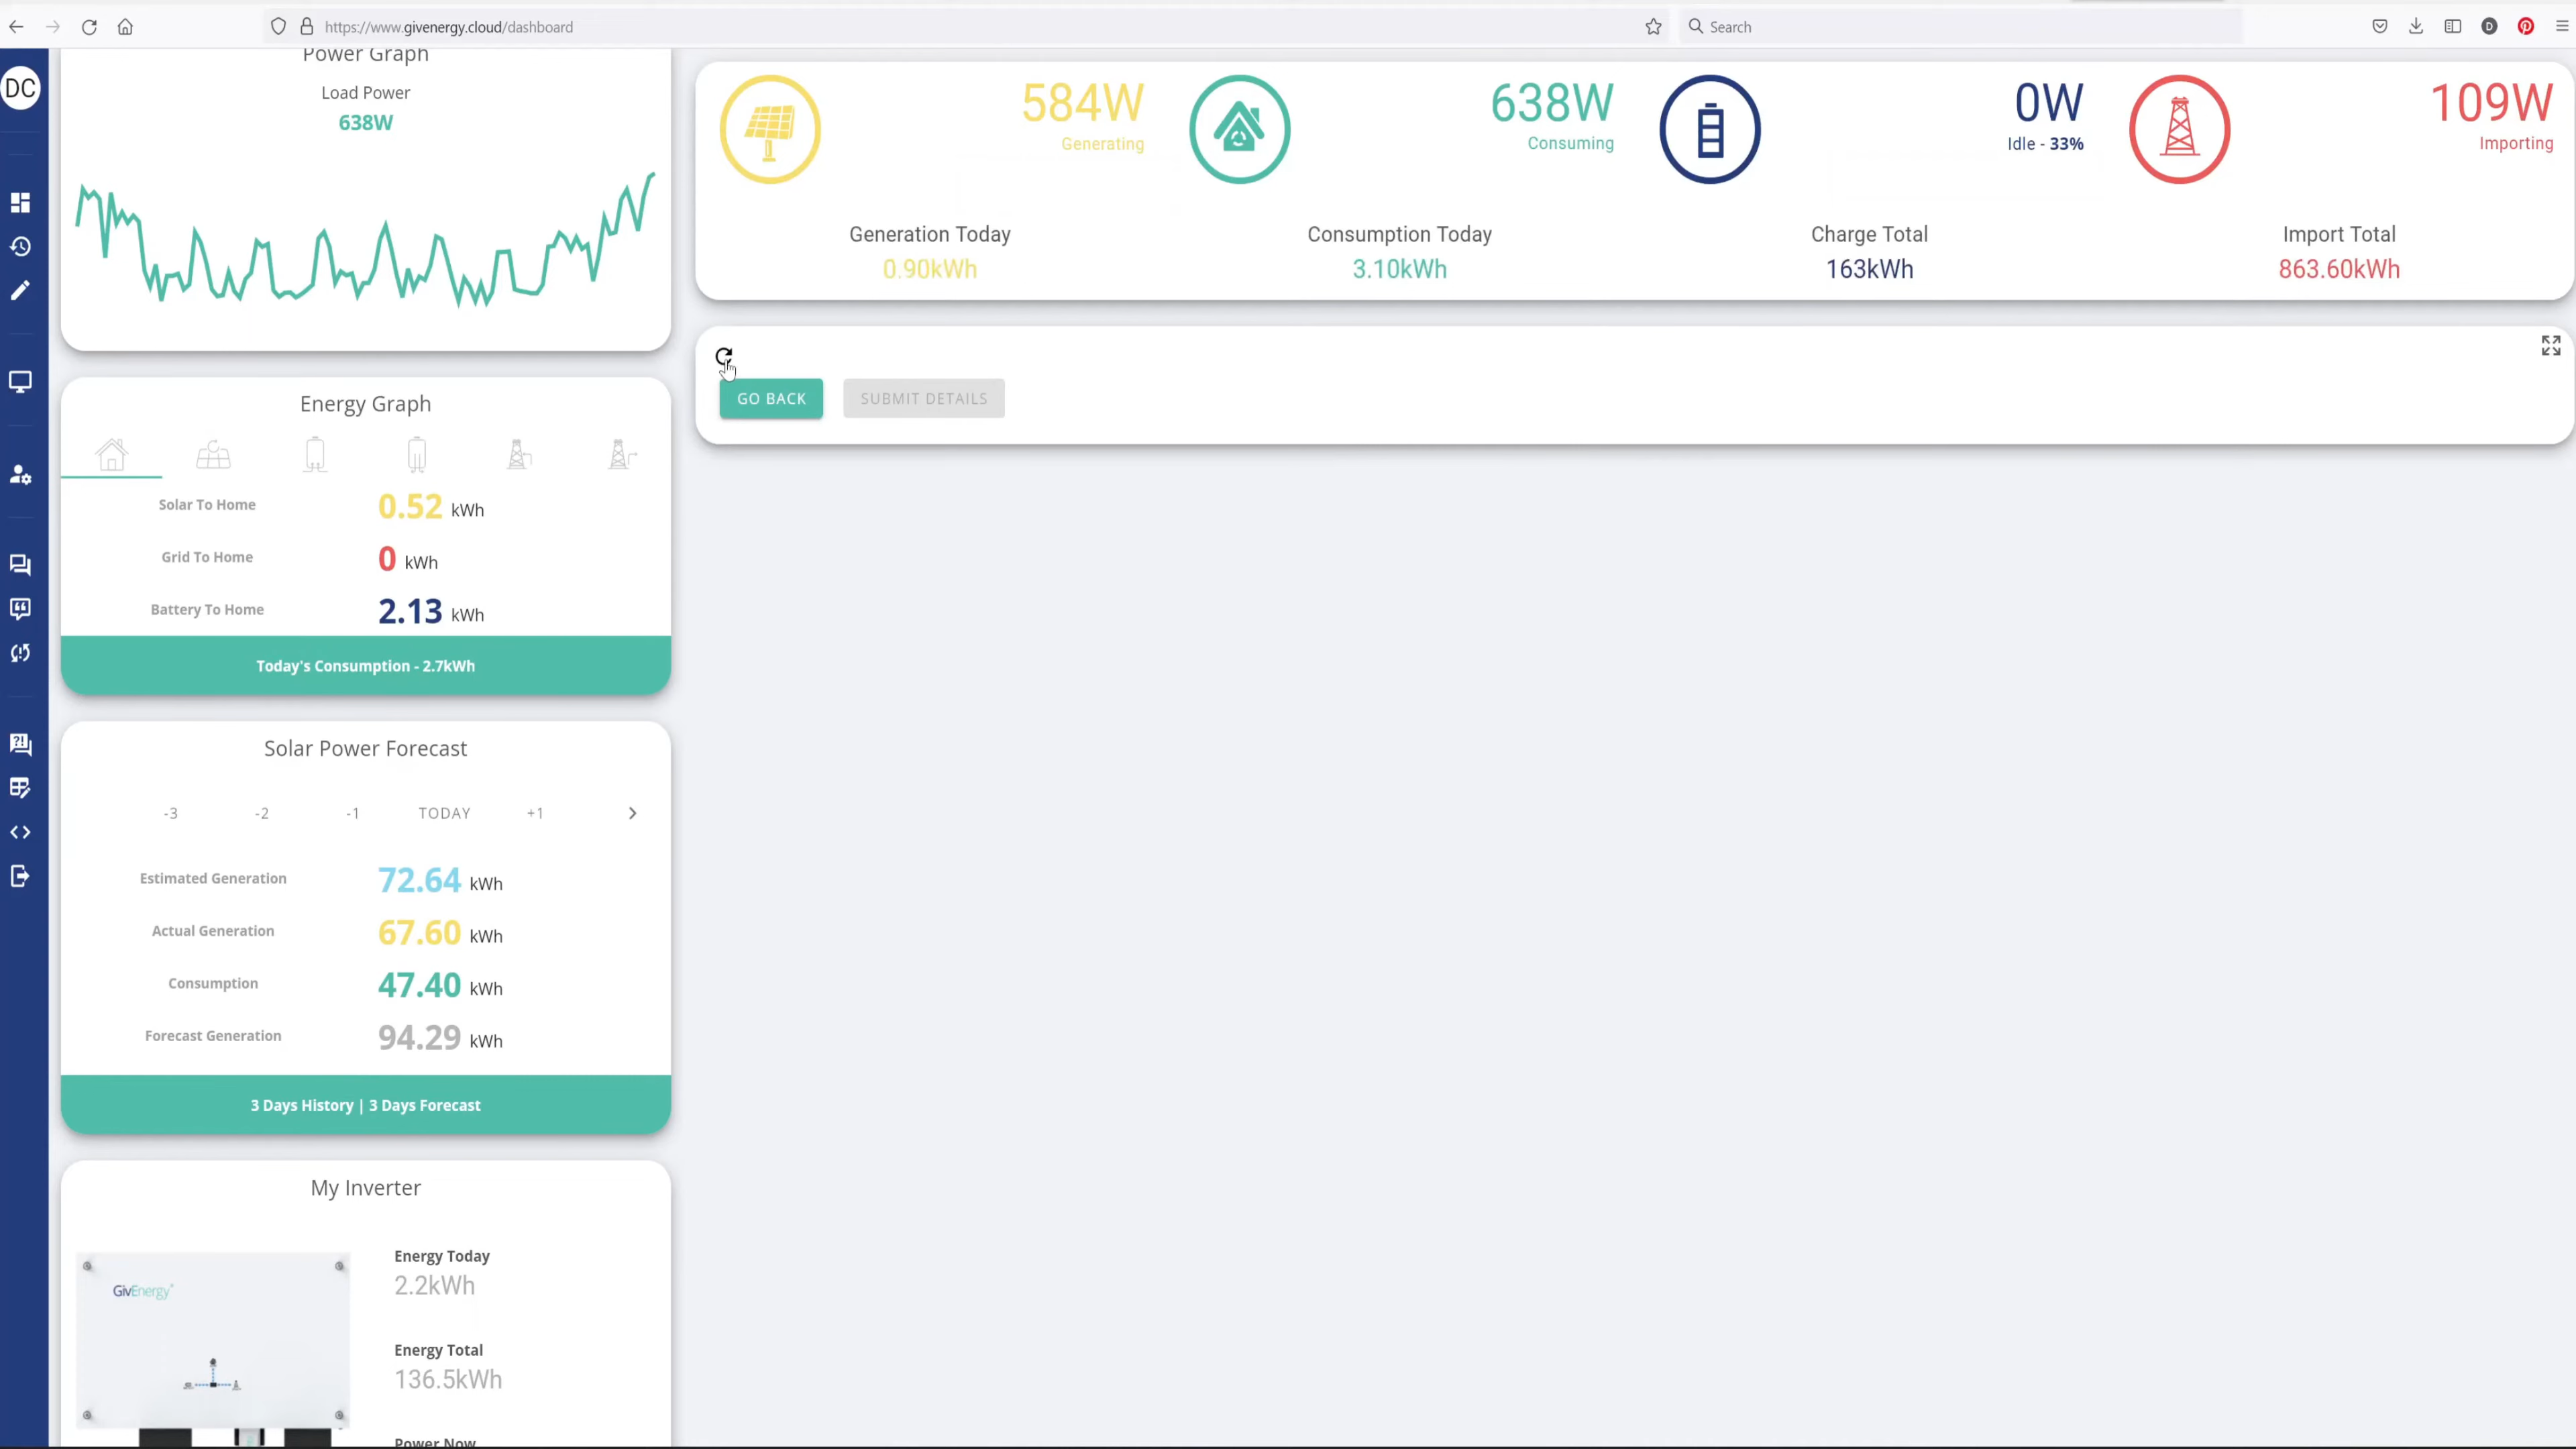 https://www.givenergy.cloud/dashboard
Search
D
DC
Power Graph
Load Power
638W
584W
Generating
638W
Consuming
0W
Idle - 33%
109W
Importing
Generation Today
0.90kWh
Consumption Today
3.10kWh
Charge Total
163kWh
Import Total
863.60kWh
GO BACK
SUBMIT DETAILS
Energy Graph
Solar To Home
0.52 kWh
Grid To Home
0 kWh
Battery To Home
2.13 kWh
Today's Consumption - 2.7kWh
Solar Power Forecast
-3 -2 -1 TODAY +1
Estimated Generation
72.64 kWh
Actual Generation
67.60 kWh
Consumption
47.40 kWh
Forecast Generation
94.29 kWh
3 Days History | 3 Days Forecast
My Inverter
GivEnergy
Energy Today
2.2kWh
Energy Total
136.5kWh
Power Now